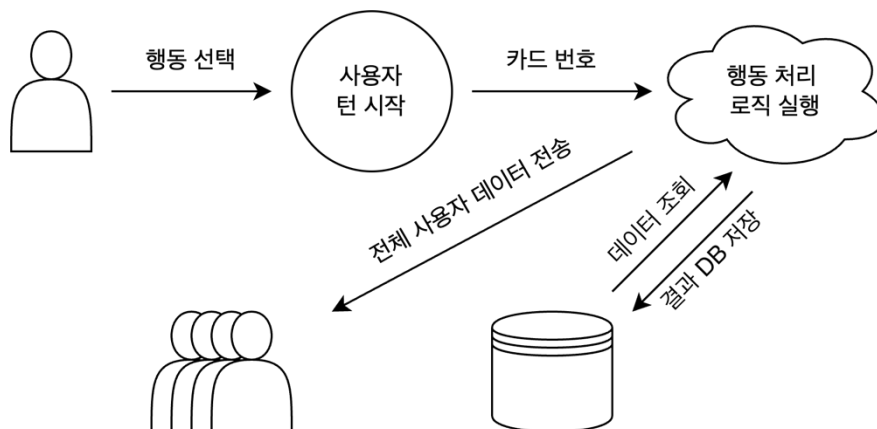 행동 선택
사용자
턴 시작
카드 번호
행동 처리
로직 실행
전체 사용자 데이터 전송
데이터 조회
결과 DB 저장